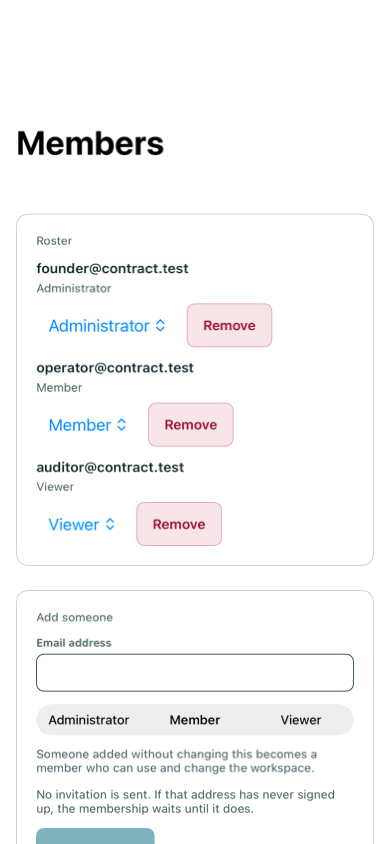 Members
Roster
founder@contract.test
Administrator
Administrator
Remove
operator@contract.test
Member
Member
Remove
auditor@contract.test
Viewer
Viewer
Remove
Add someone
Email address
Administrator
Member
Viewer
Someone added without changing this becomes a
member who can use and change the workspace.
No invitation is sent. If that address has never signed
up, the membership waits until it does.